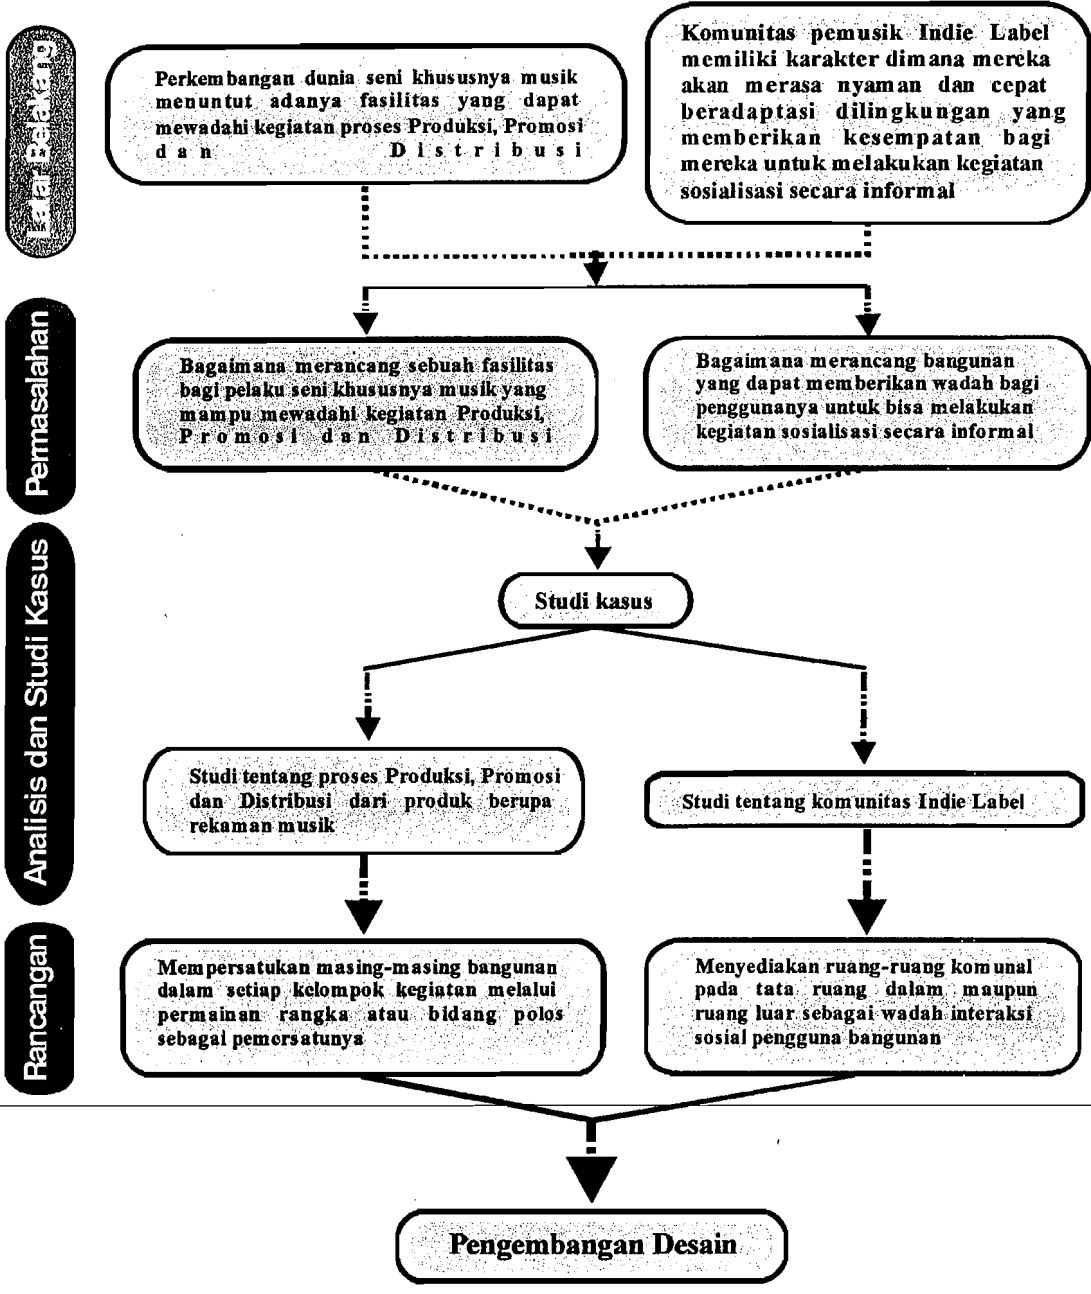 Latar Belakang
Perkembangan dunia seni khususnya musik
menuntut adanya fasilitas yang dapat
mewadahi kegiatan proses Produksi, Promosi
dan Distribusi
Komunitas pemusik Indie Label
memiliki karakter dimana mereka
akan merasa nyaman dan cepat
beradaptasi dilingkungan yang
memberikan kesempatan bagi
mereka untuk melakukan kegiatan
sosialisasi secara informal
Permasalahan
Bagaimana merancang sebuah fasilitas
bagi pelaku seni khususnya musik yang
mampu mewadahi kegiatan Produksi,
Promosi dan Distribusi
Bagaimana merancang bangunan
yang dapat memberikan wadah bagi
penggunanya untuk bisa melakukan
kegiatan sosialisasi secara informal
Analisis dan Studi Kasus
Studi kasus
Studi tentang proses Produksi, Promosi
dan Distribusi dari produk berupa
rekaman musik
Studi tentang komunitas Indie Label
Rancangan
Mempersatukan masing-masing bangunan
dalam setiap kelompok kegiatan melalui
permainan rangka atau bidang polos
sebagai pemersatunya
Menyediakan ruang-ruang komunal
pada tata ruang dalam maupun
ruang luar sebagai wadah interaksi
sosial pengguna bangunan
Pengembangan Desain